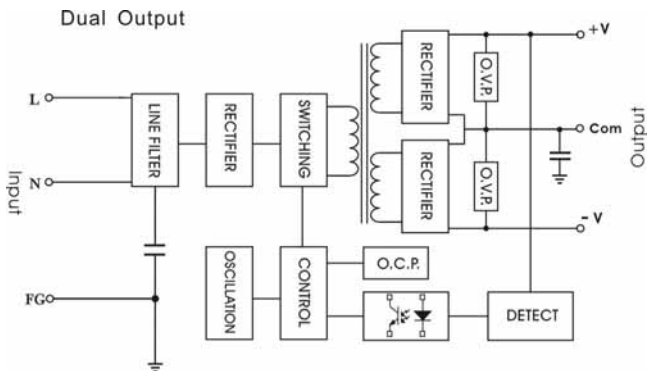 Dual Output
+V
RECTIFIER
O.V.P.
L
LINE FILTER
RECTIFIER
SWITCHING
Com
Output
Input
N
RECTIFIER
O.V.P.
- V
OSCILLATION
CONTROL
O.C.P.
FG
DETECT